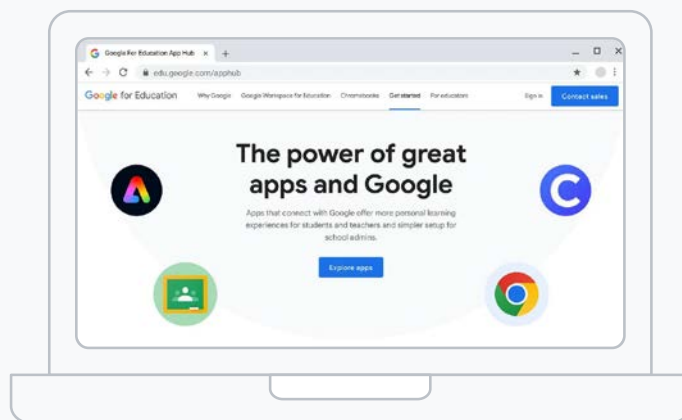 Google For Education App Hub
edu.google.com/apphub
Google for Education Why Google Google Workspace for Education Chromebooks Get started For educators Sign in Contact sales
The power of great
apps and Google
Apps that connect with Google offer more personal learning
experiences for students and teachers and simpler setup for
school admins.
Explore apps